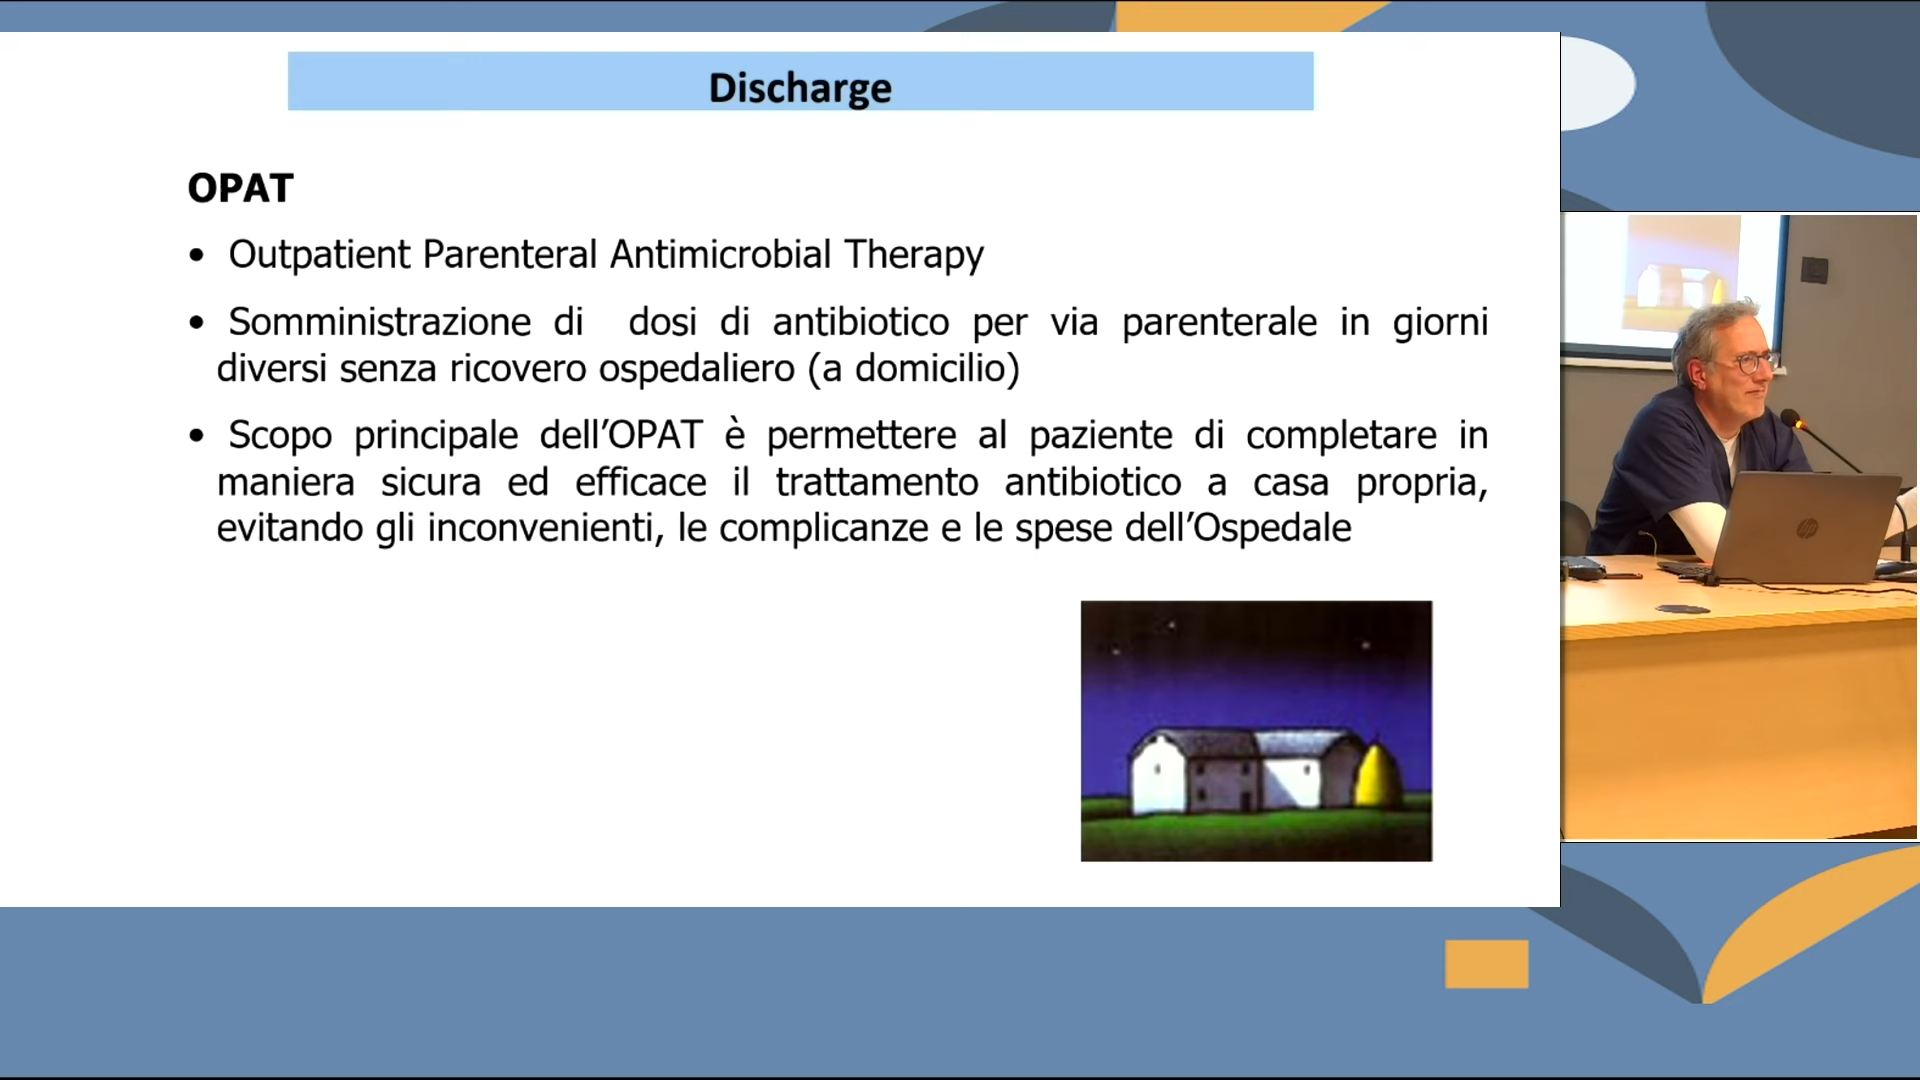 Discharge
OPAT
• Outpatient Parenteral Antimicrobial Therapy
• Somministrazione di dosi di antibiotico per via parenterale in giorni
diversi senza ricovero ospedaliero (a domicilio)
• Scopo principale dell’OPAT è permettere al paziente di completare in
maniera sicura ed efficace il trattamento antibiotico a casa propria,
evitando gli inconvenienti, le complicanze e le spese dell’Ospedale
hp